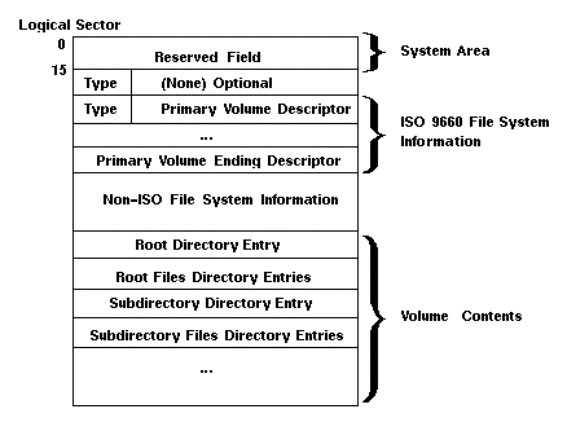 Logical Sector
0
Reserved Field
System Area
15
Type (None) Optional
Type Primary Volume Descriptor
ISO 9660 File System
Information
...
Primary Volume Ending Descriptor
Non-ISO File System Information
Root Directory Entry
Root Files Directory Entries
Subdirectory Directory Entry
Volume Contents
Subdirectory Files Directory Entries
...